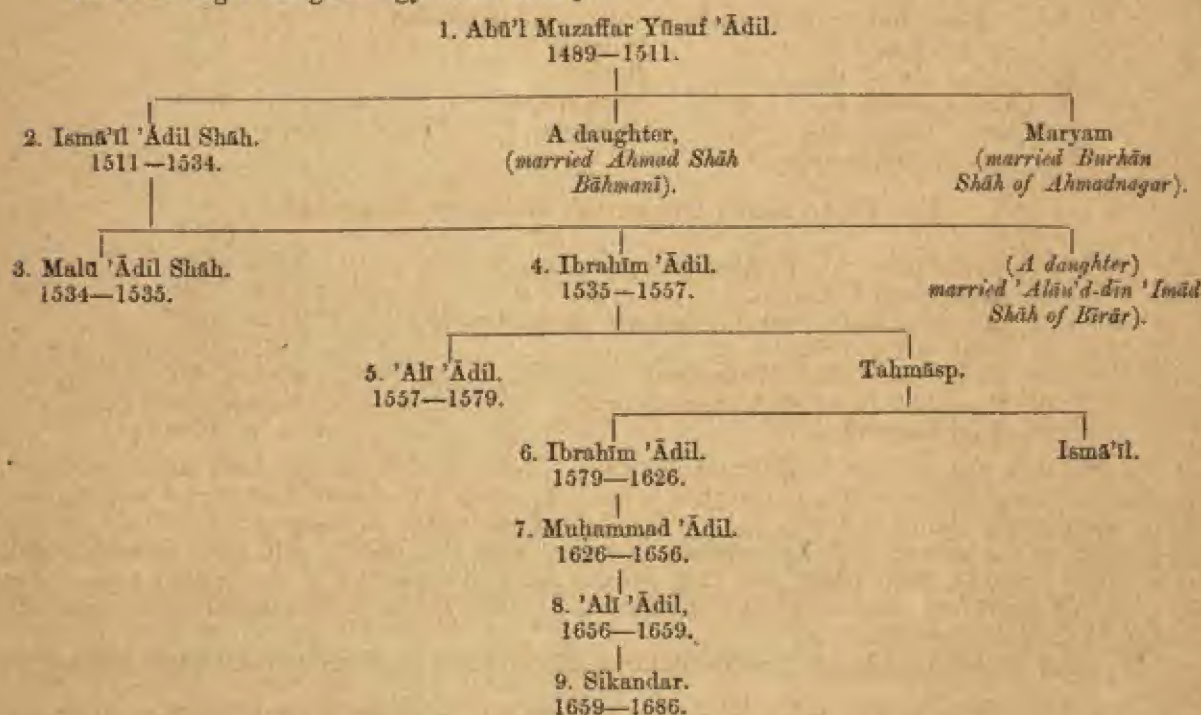 1. Abū'l Muzaffar Yūsuf 'Ādil.
1489—1511.
2. Ismā'īl 'Ādil Shāh.
1511—1534.
A daughter,
(married Ahmad Shāh
Bāhmanī).
Maryam
(married Burhān
Shāh of Ahmadnagar).
3. Malū 'Ādil Shāh.
1534—1535.
4. Ibrahīm 'Ādil.
1535—1557.
(A daughter)
married 'Alāu'd-dīn 'Imād
Shāh of Birār).
5. 'Alī 'Ādil.
1557—1579.
Tahmāsp.
6. Ibrahīm 'Ādil.
1579—1626.
Ismā'īl.
7. Muḥammad 'Ādil.
1626—1656.
8. 'Alī 'Ādil,
1656—1659.
9. Sikandar.
1659—1686.